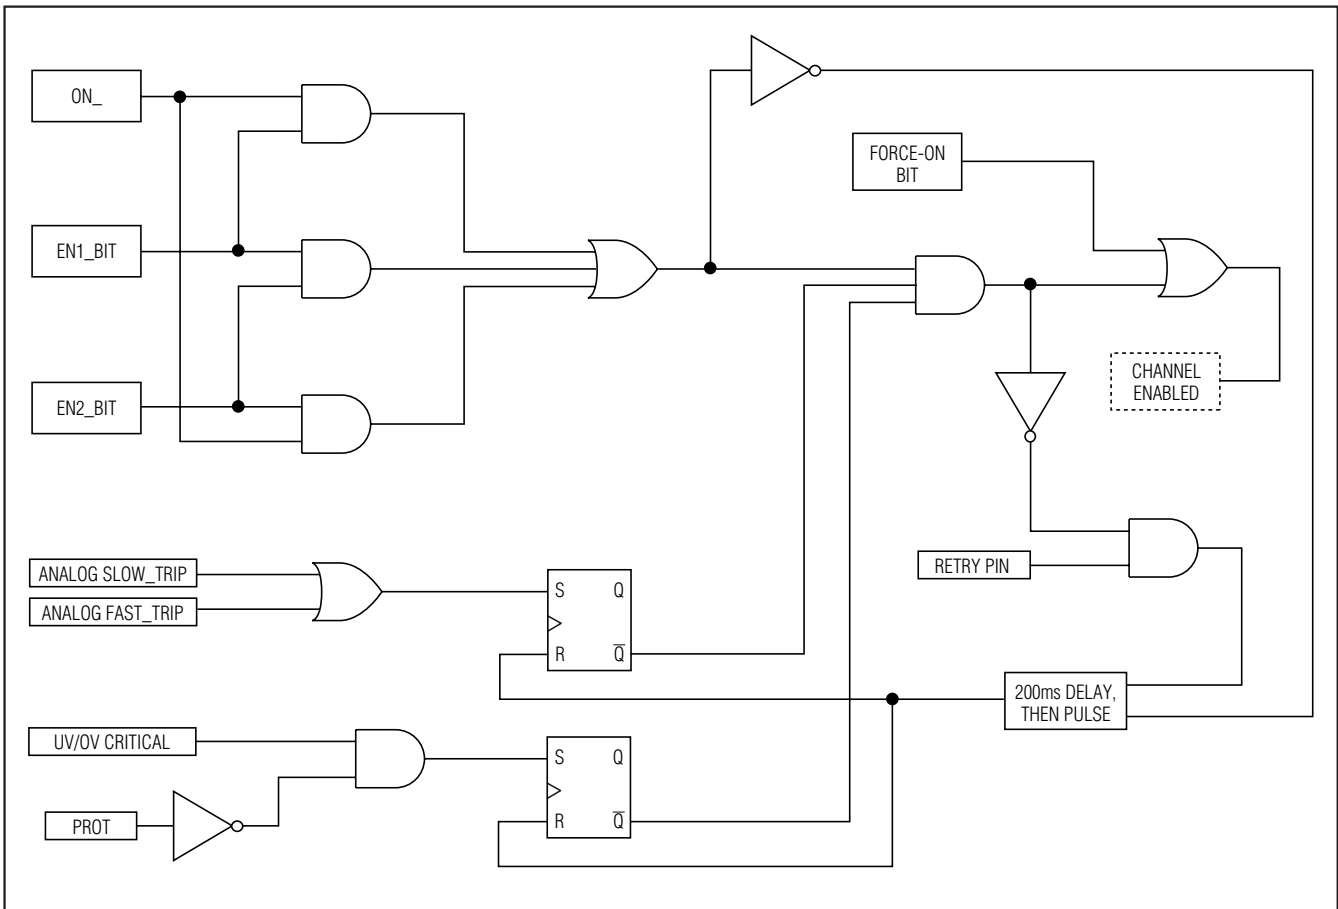 ON_
FORCE-ON
BIT
EN1_BIT
CHANNEL
ENABLED
EN2_BIT
RETRY PIN
ANALOG SLOW_TRIP
ANALOG FAST_TRIP
S Q
R Q̅
200ms DELAY,
THEN PULSE
UV/OV CRITICAL
PROT
S Q
R Q̅